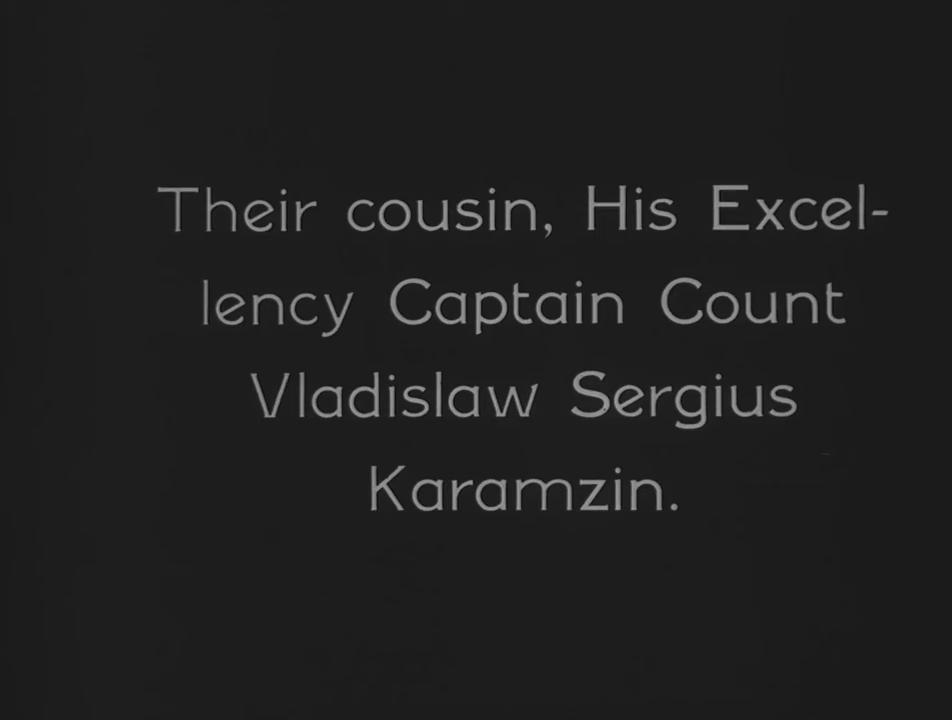 Their cousin, His Excel-
lency Captain Count
Vladislaw Sergius
Karamzin.